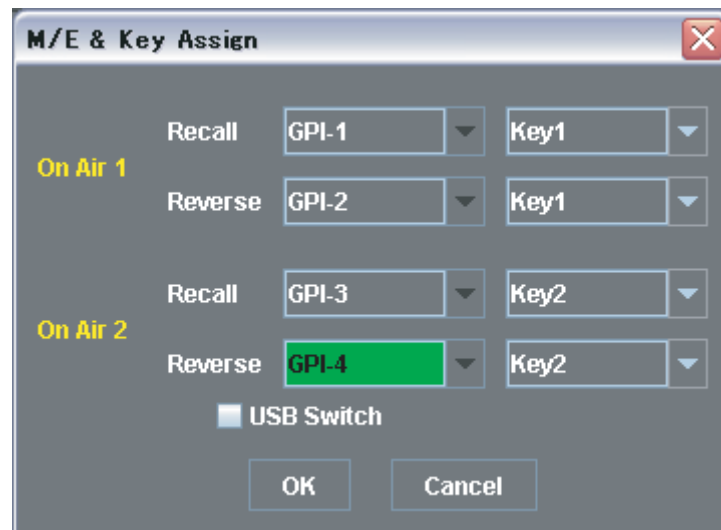 M/E & Key Assign
Recall GPI-1 Key1
On Air 1
Reverse GPI-2 Key1
Recall GPI-3 Key2
On Air 2
Reverse GPI-4 Key2
USB Switch
OK Cancel